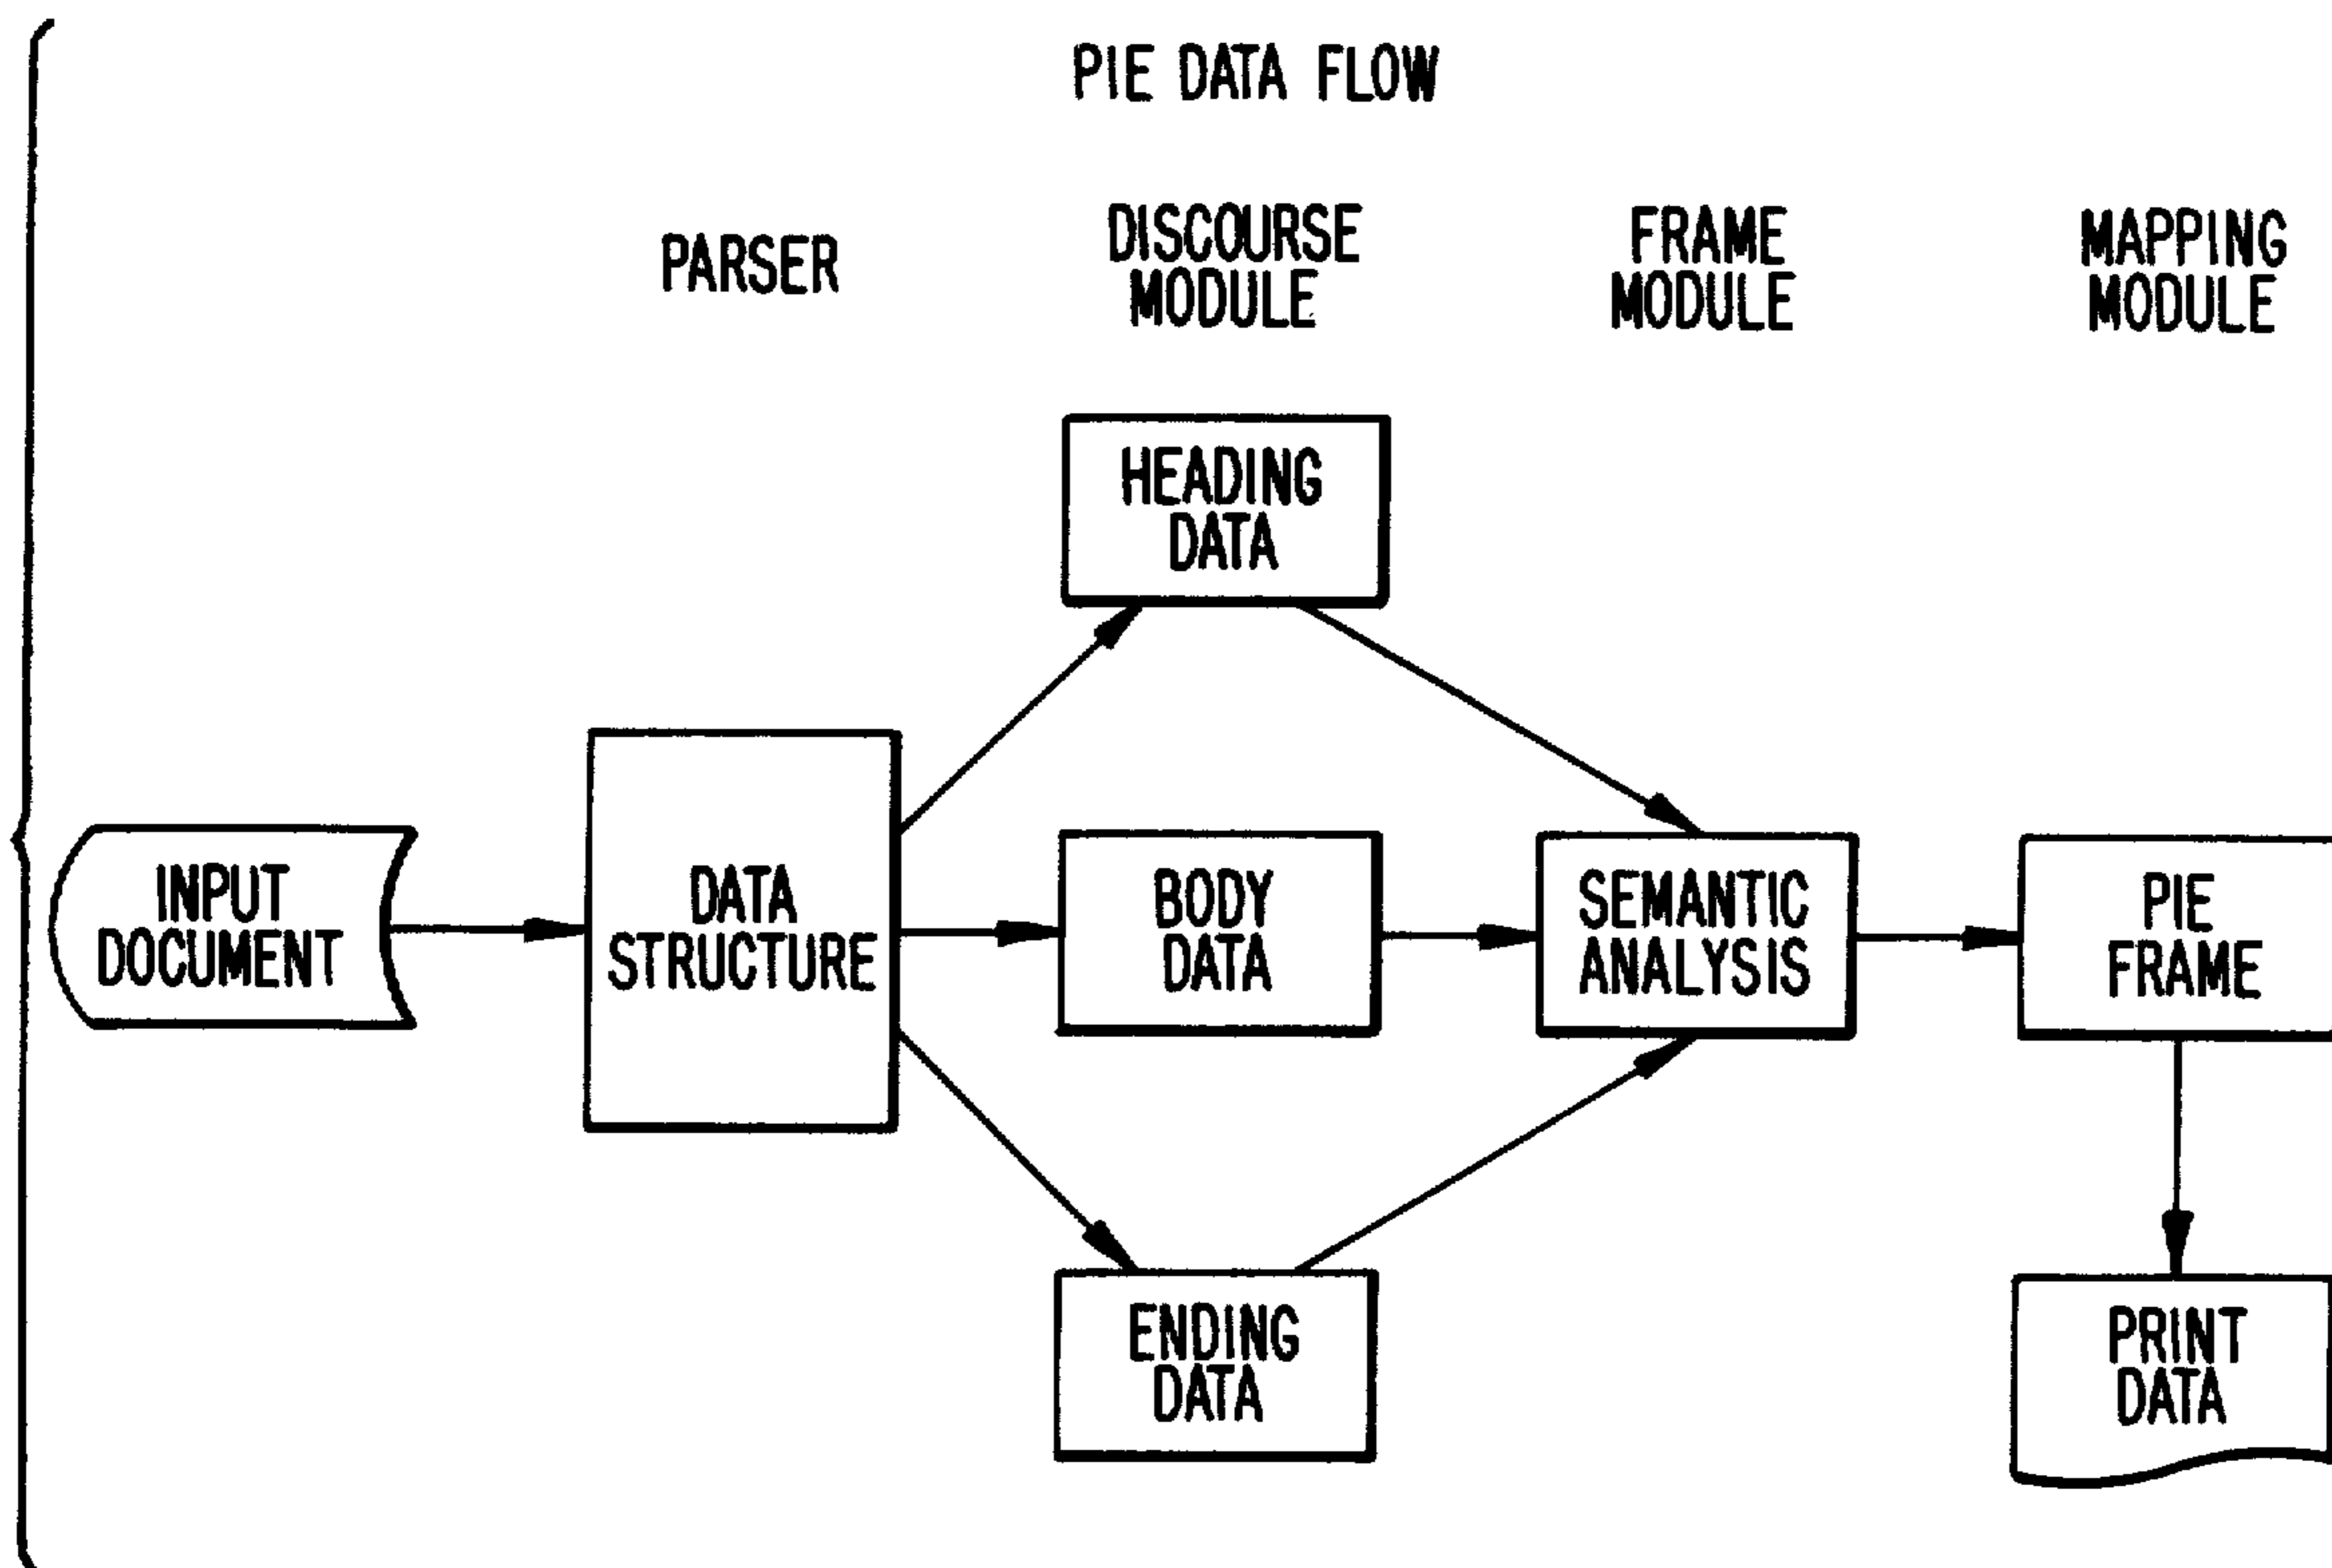 PIE DATA FLOW
PARSER
DISCOURSE
MODULE
FRAME
MODULE
MAPPING
MODULE
HEADING
DATA
INPUT
DOCUMENT
DATA
STRUCTURE
BODY
DATA
SEMANTIC
ANALYSIS
PIE
FRAME
ENDING
DATA
PRINT
DATA